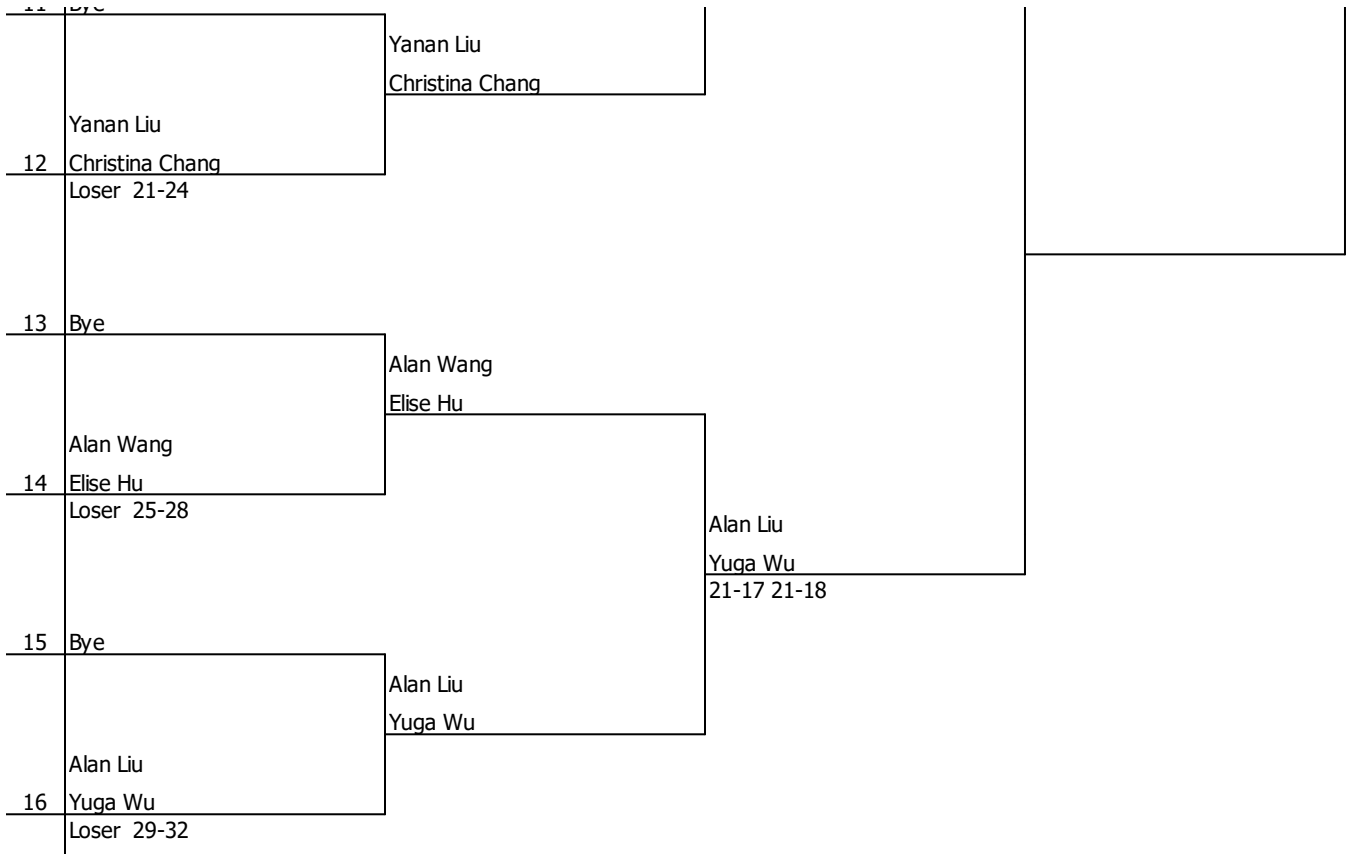 11 Bye
Yanan Liu
Christina Chang
Yanan Liu
12 Christina Chang
Loser 21-24
13 Bye
Alan Wang
Elise Hu
Alan Wang
14 Elise Hu
Loser 25-28
Alan Liu
Yuga Wu
21-17 21-18
15 Bye
Alan Liu
Yuga Wu
Alan Liu
16 Yuga Wu
Loser 29-32